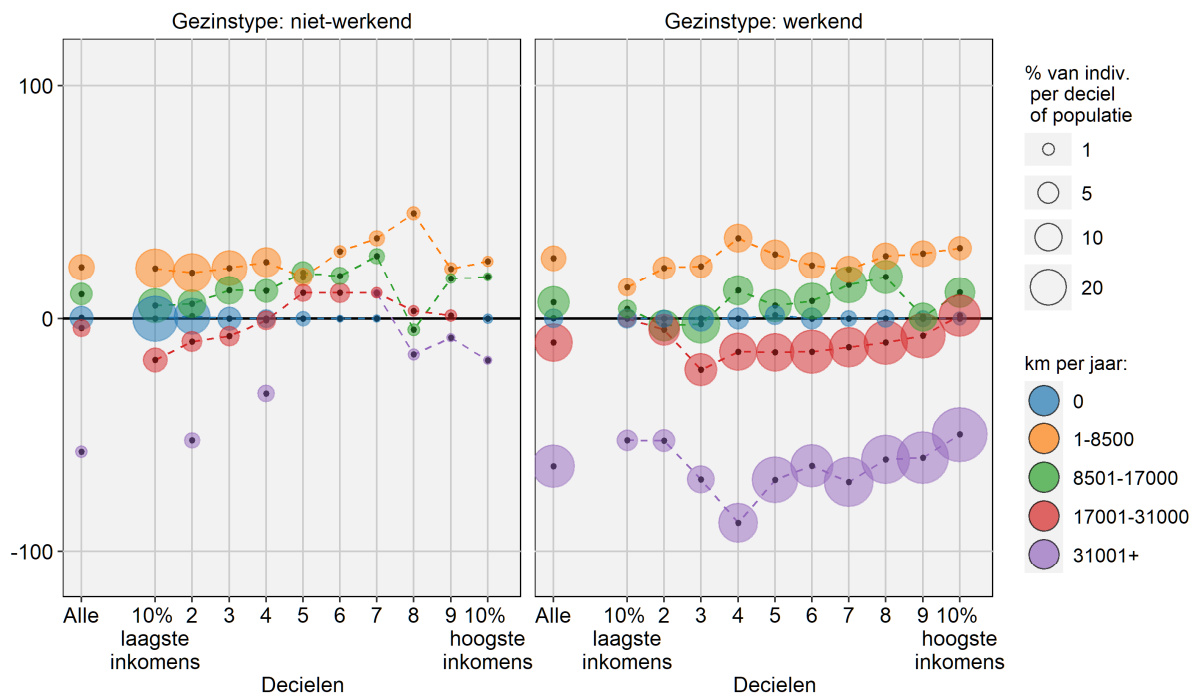 Gezinstype: niet-werkend
Gezinstype: werkend
100
0
-100
Alle
10%
laagste
inkomens
2
3
4
5
6
7
8
9
10%
hoogste
inkomens
Decielen
Alle
10%
laagste
inkomens
2
3
4
5
6
7
8
9
10%
hoogste
inkomens
Decielen
% van indiv.
per deciel
of populatie
1
5
10
20
km per jaar:
0
1-8500
8501-17000
17001-31000
31001+